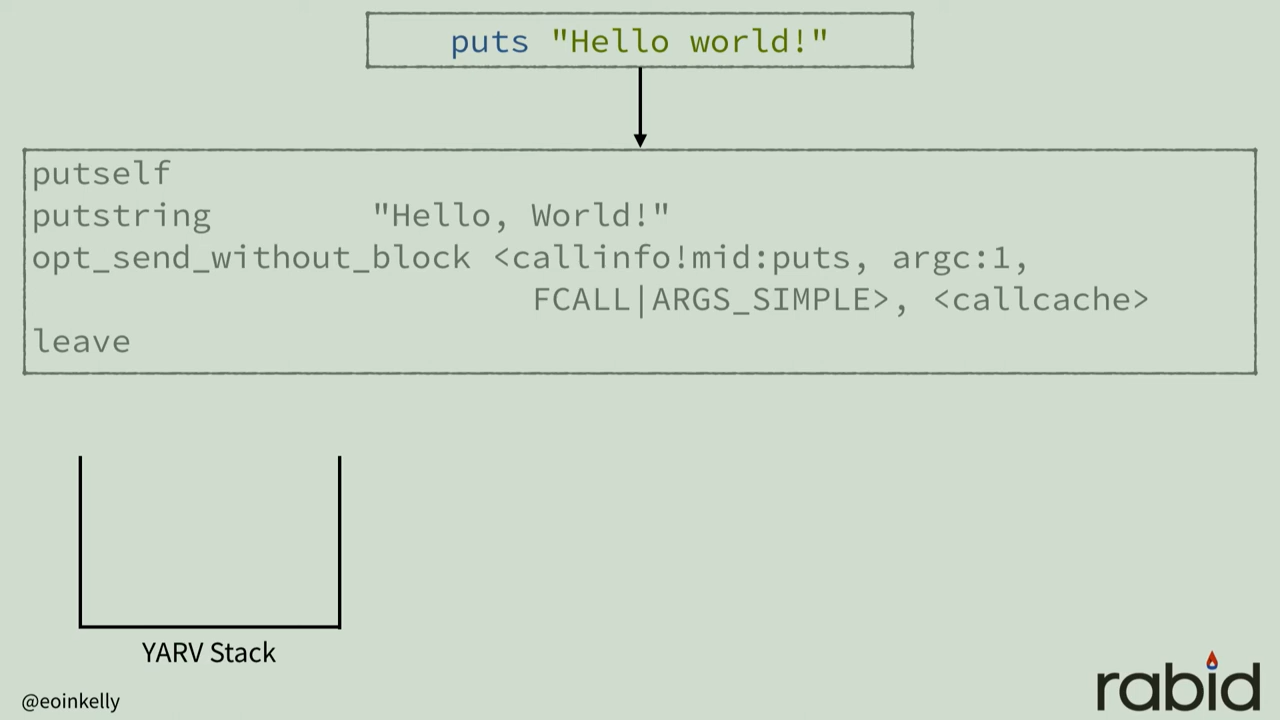 puts "Hello world!"
putself
putstring        "Hello, World!"
opt_send_without_block <callinfo!mid:puts, argc:1,
FCALL|ARGS_SIMPLE>, <callcache>
leave
YARV Stack
@eoinkelly
rabid